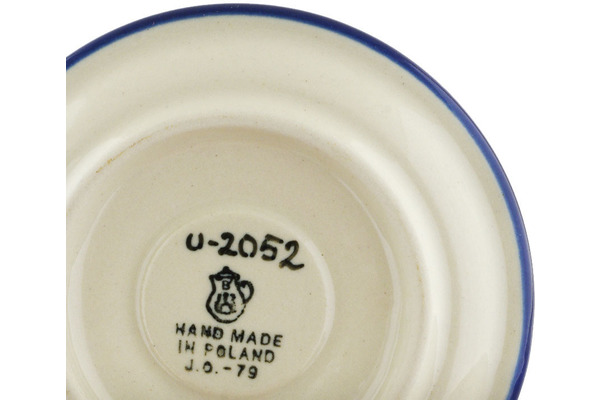 U-2052
B
HAND MADE
IN POLAND
J.O.-79